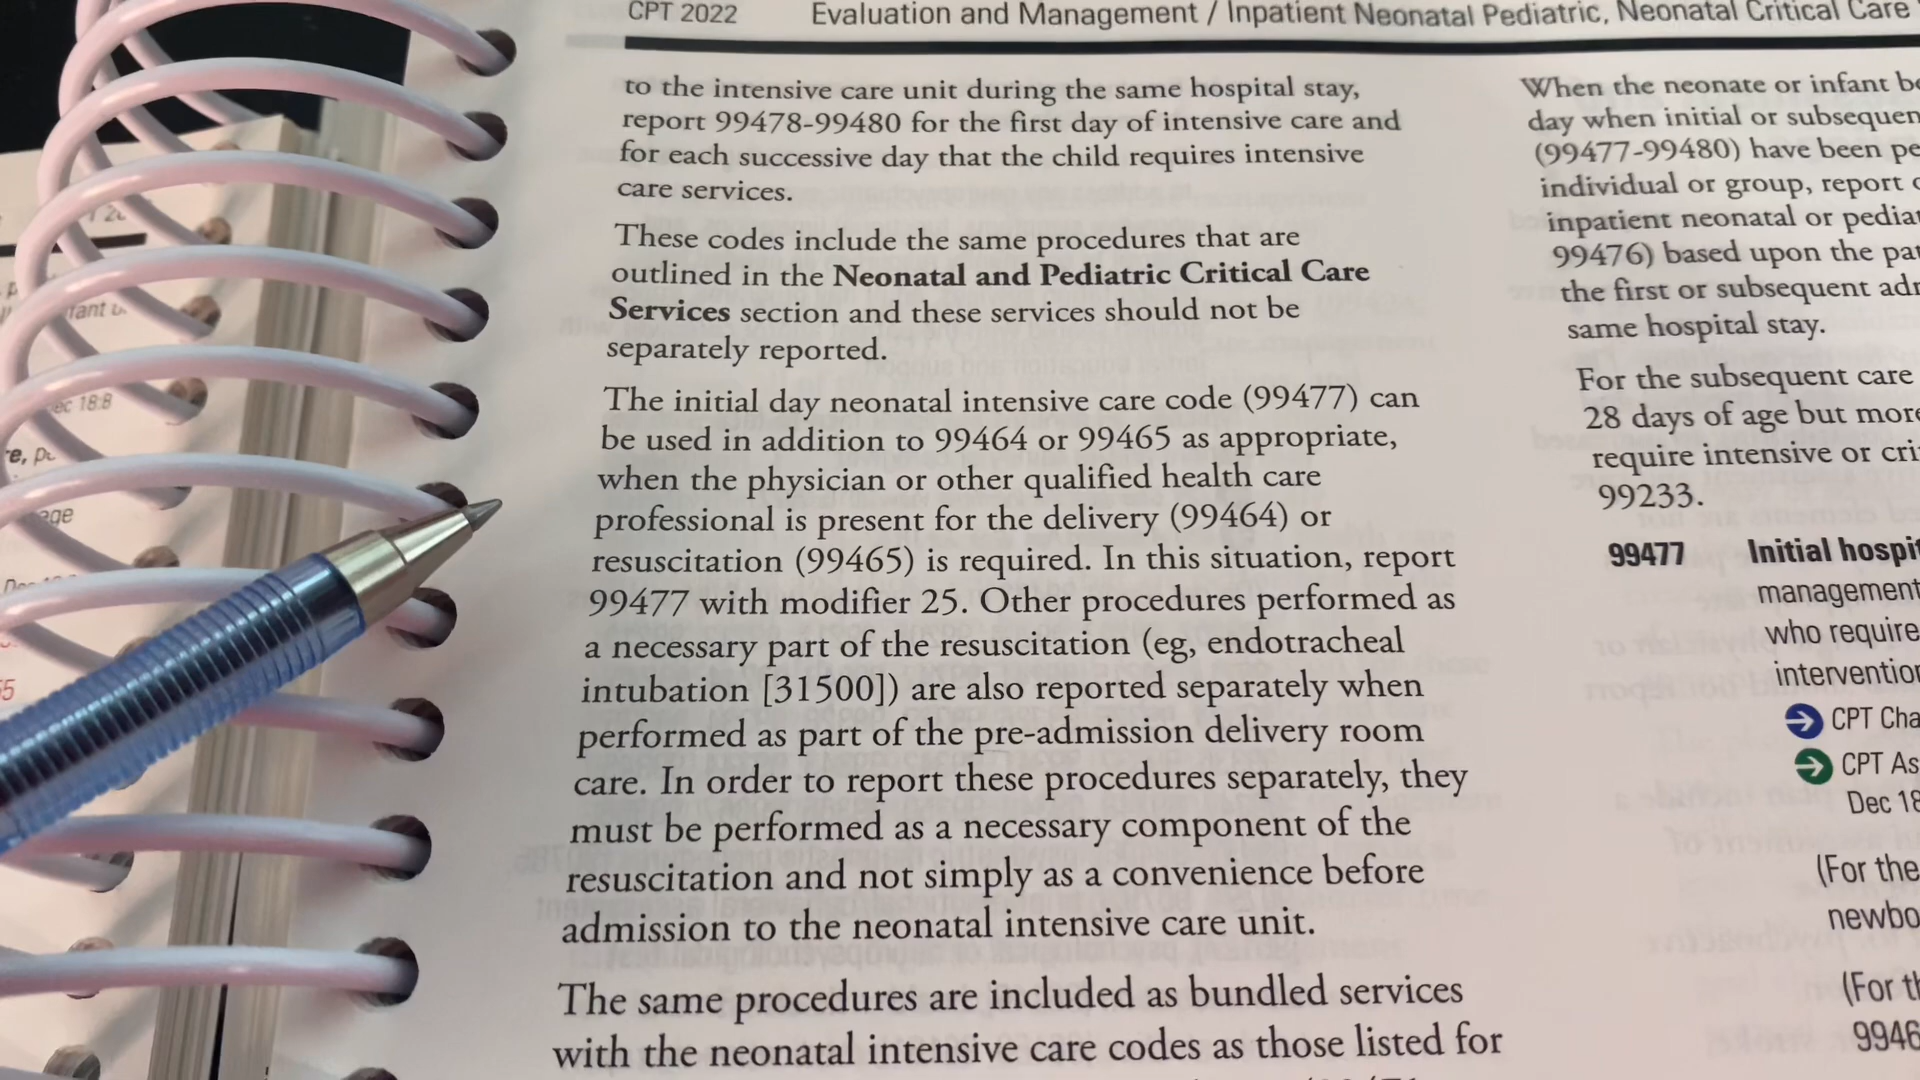 CPT 2022 Evaluation and Management / Inpatient Neonatal Pediatric, Neonatal Critical Care
to the intensive care unit during the same hospital stay,
report 99478-99480 for the first day of intensive care and
for each successive day that the child requires intensive
care services.
These codes include the same procedures that are
outlined in the Neonatal and Pediatric Critical Care
Services section and these services should not be
separately reported.
The initial day neonatal intensive care code (99477) can
be used in addition to 99464 or 99465 as appropriate,
when the physician or other qualified health care
professional is present for the delivery (99464) or
resuscitation (99465) is required. In this situation, report
99477 with modifier 25. Other procedures performed as
a necessary part of the resuscitation (eg, endotracheal
intubation [31500]) are also reported separately when
performed as part of the pre-admission delivery room
care. In order to report these procedures separately, they
must be performed as a necessary component of the
resuscitation and not simply as a convenience before
admission to the neonatal intensive care unit.
The same procedures are included as bundled services
with the neonatal intensive care codes as those listed for
When the neonate or infant
day when initial or
(99477-99480) have been
individual or group, report
inpatient neonatal or
99476) based upon the
the first or subsequent
same hospital stay.
For the subsequent care
28 days of age but
require intensive or
99233.
99477 Initial
management
who
→ CPT
→ CPT
Dec 18
(For the
(For